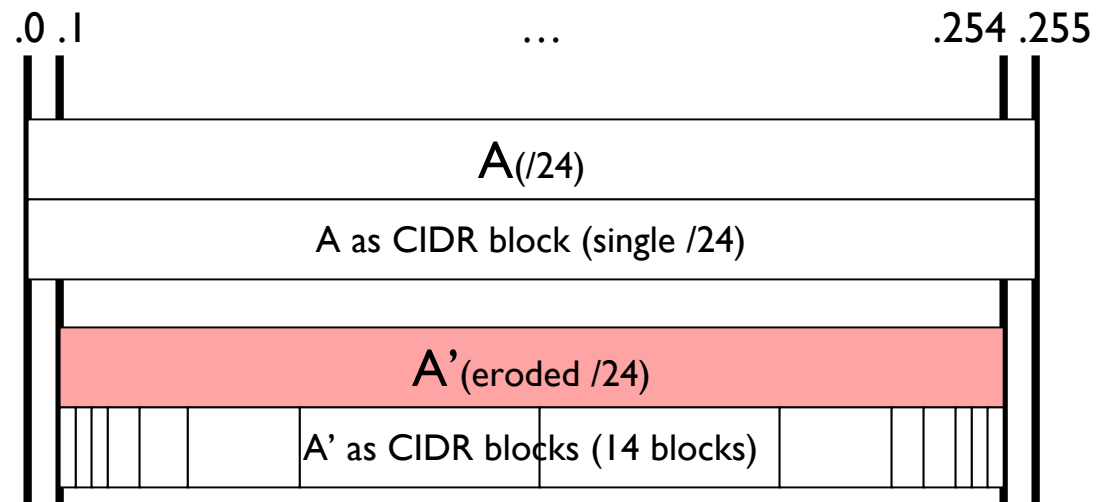 .0 .1 … .254 .255
A(/24)
A as CIDR block (single /24)
A’(eroded /24)
A’ as CIDR blocks (14 blocks)